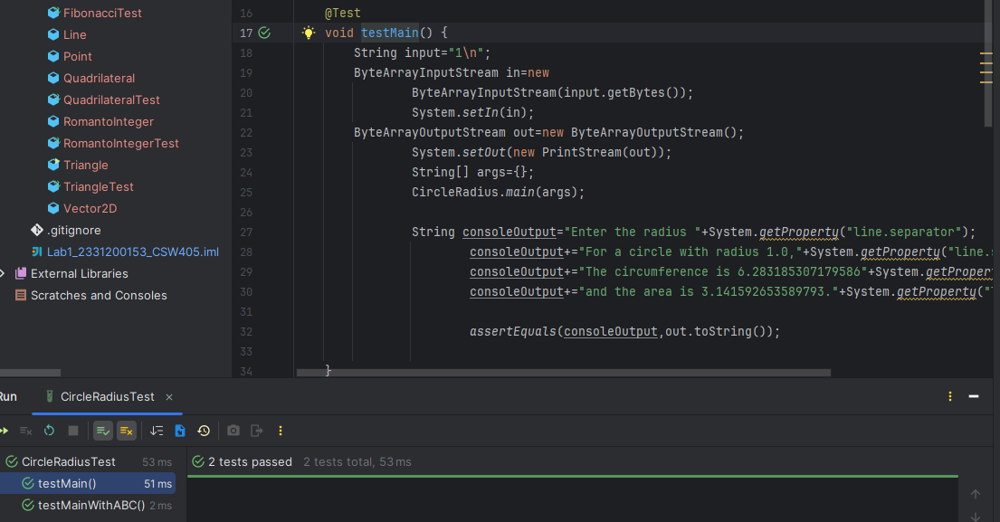 FibonacciTest
Line
Point
Quadrilateral
QuadrilateralTest
RomantoInteger
RomantoIntegerTest
Triangle
TriangleTest
Vector2D
.gitignore
Lab1_2331200153_CSW405.iml
External Libraries
Scratches and Consoles
16 @Test
17 void testMain() {
18 String input="1\n";
19 ByteArrayInputStream in=new
20 ByteArrayInputStream(input.getBytes());
21 System.setIn(in);
22 ByteArrayOutputStream out=new ByteArrayOutputStream();
23 System.setOut(new PrintStream(out));
24 String[] args={};
25 CircleRadius.main(args);
26
27 String consoleOutput="Enter the radius "+System.getProperty("line.separator");
28 consoleOutput+="For a circle with radius 1.0,"+System.getProperty("line.s
29 consoleOutput+="The circumference is 6.283185307179586"+System.getProper
30 consoleOutput+="and the area is 3.141592653589793."+System.getProperty("l
31
32 assertEquals(consoleOutput,out.toString());
33
34 }
Run CircleRadiusTest ×
CircleRadiusTest 53 ms
testMain() 51 ms
testMainWithABC() 2 ms
2 tests passed 2 tests total, 53 ms